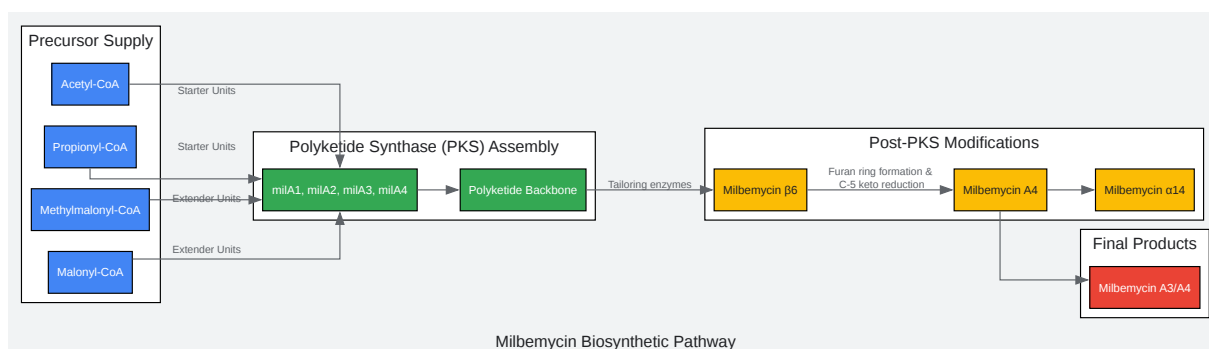 Precursor Supply
Acetyl-CoA
Starter Units
Propionyl-CoA
Starter Units
Methylmalonyl-CoA
Extender Units
Malonyl-CoA
Extender Units
Polyketide Synthase (PKS) Assembly
milA1, milA2, milA3, milA4
Polyketide Backbone
Tailoring enzymes
Post-PKS Modifications
Milbemycin β6
Furan ring formation &
C-5 keto reduction
Milbemycin A4
Milbemycin α14
Final Products
Milbemycin A3/A4
Milbemycin Biosynthetic Pathway